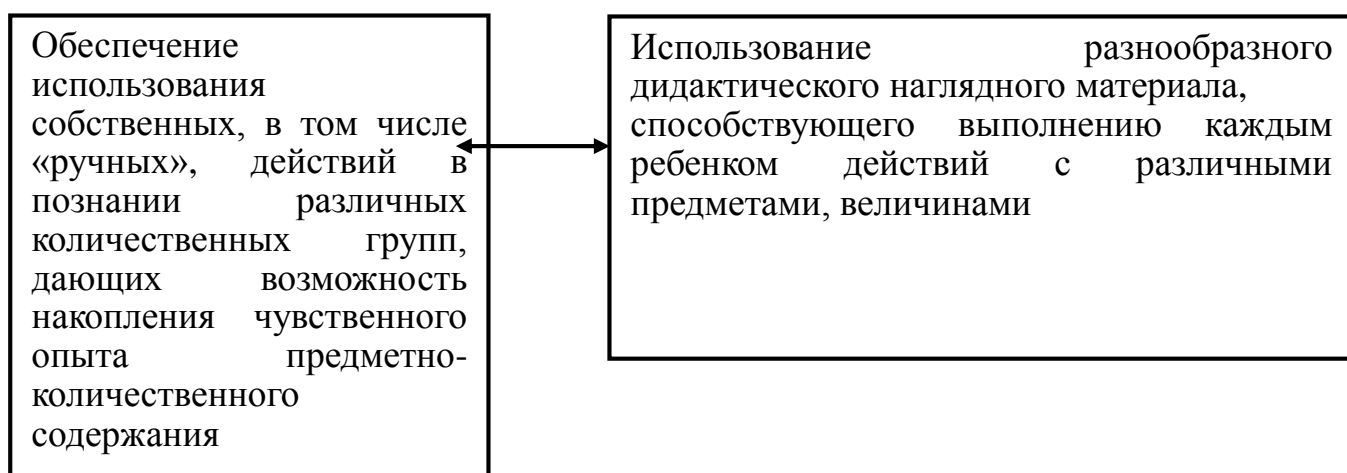 Обеспечение
использования
собственных, в том числе
«ручных», действий в
познании различных
количественных групп,
дающих возможность
накопления чувственного
опыта предметно-
количественного
содержания
Использование разнообразного
дидактического наглядного материала,
способствующего выполнению каждым
ребенком действий с различными
предметами, величинами